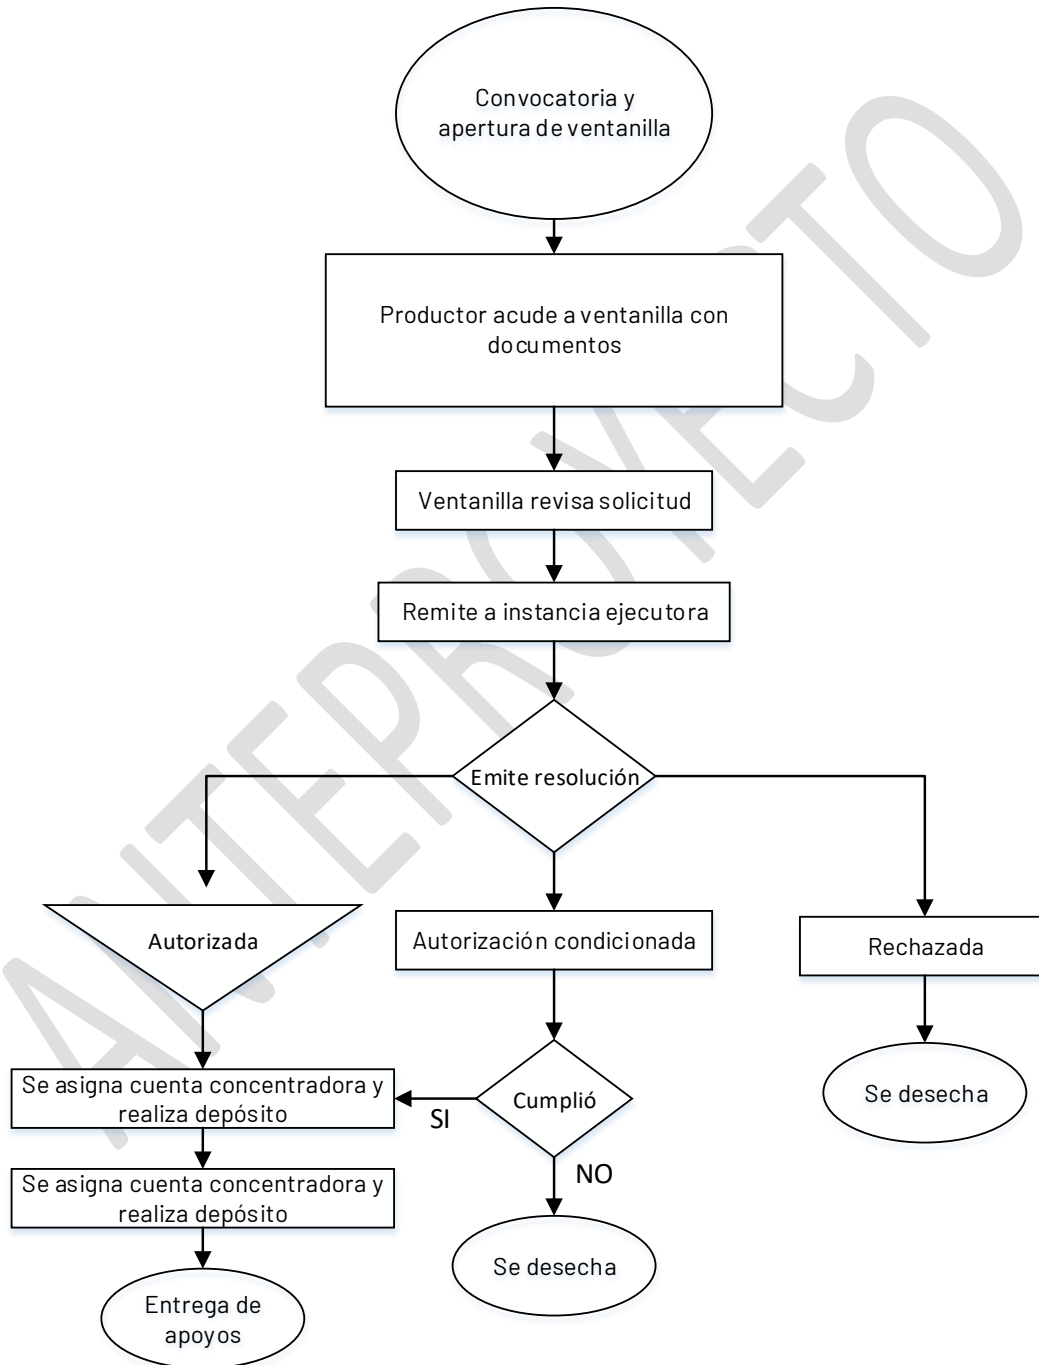 Convocatoria y
apertura de ventanilla
Productor acude a ventanilla con
documentos
Ventanilla revisa solicitud
Remite a instancia ejecutora
Emite resolución
Autorizada
Autorización condicionada
Rechazada
Se asigna cuenta concentradora y
realiza depósito
SI
Cumplió
Se desecha
NO
Se asigna cuenta concentradora y
realiza depósito
Se desecha
Entrega de
apoyos
ANTEPROYECTO